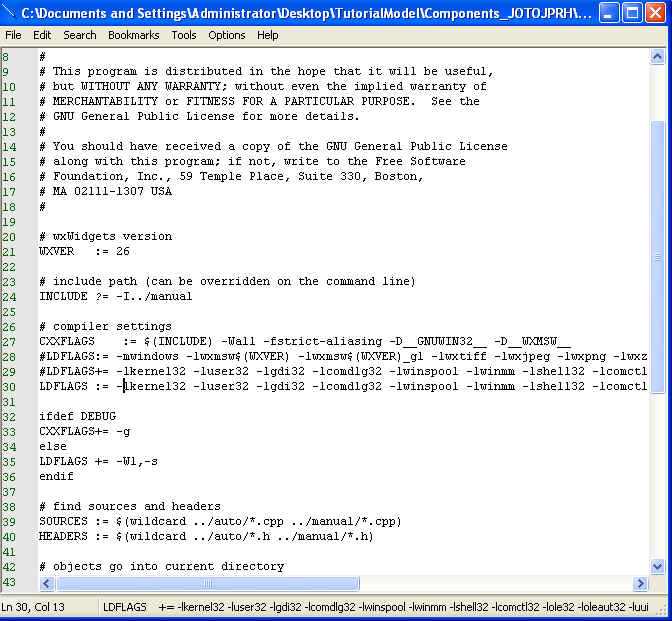 C:\Documents and Settings\Administrator\Desktop\TutorialModel\Components_JOTOJPRH\...
File Edit Search Bookmarks Tools Options Help
8 #
9 # This program is distributed in the hope that it will be useful,
10 # but WITHOUT ANY WARRANTY; without even the implied warranty of
11 # MERCHANTABILITY or FITNESS FOR A PARTICULAR PURPOSE.  See the
12 # GNU General Public License for more details.
13 #
14 # You should have received a copy of the GNU General Public License
15 # along with this program; if not, write to the Free Software
16 # Foundation, Inc., 59 Temple Place, Suite 330, Boston,
17 # MA 02111-1307 USA
18 #
19
20 # wxWidgets version
21 WXVER   := 26
22
23 # include path (can be overridden on the command line)
24 INCLUDE ?= -I../manual
25
26 # compiler settings
27 CXXFLAGS    := $(INCLUDE) -Wall -fstrict-aliasing -D__GNUWIN32__ -D__WXMSW__
28 #LDFLAGS:= -mwindows -lwxmsw$(WXVER) -lwxmsw$(WXVER)_gl -lwxtiff -lwxjpeg -lwxpng -lwxz
29 #LDFLAGS+= -lkernel32 -luser32 -lgdi32 -lcomdlg32 -lwinspool -lwinmm -lshell32 -lcomctl
30 LDFLAGS := -lkernel32 -luser32 -lgdi32 -lcomdlg32 -lwinspool -lwinmm -lshell32 -lcomctl
31
32 ifdef DEBUG
33 CXXFLAGS+= -g
34 else
35 LDFLAGS += -Wl,-s
36 endif
37
38 # find sources and headers
39 SOURCES := $(wildcard ../auto/*.cpp ../manual/*.cpp)
40 HEADERS := $(wildcard ../auto/*.h ../manual/*.h)
41
42 # objects go into current directory
43
Ln 30, Col 13 LDFLAGS += -lkernel32 -luser32 -lgdi32 -lcomdlg32 -lwinspool -lwinmm -lshell32 -lcomctl32 -lole32 -loleaut32 -luui